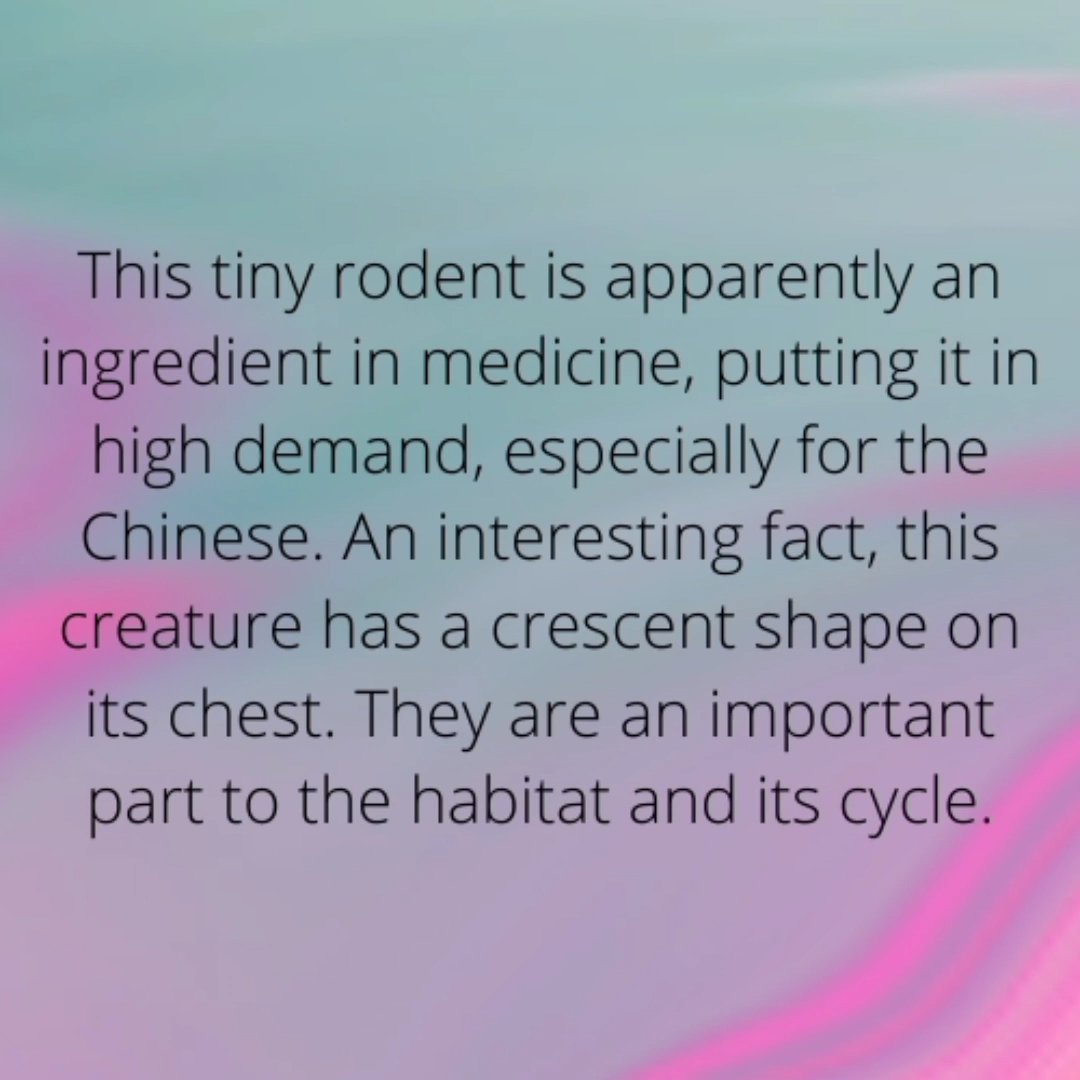 This tiny rodent is apparently an
ingredient in medicine, putting it in
high demand, especially for the
Chinese. An interesting fact, this
creature has a crescent shape on
its chest. They are an important
part to the habitat and its cycle.